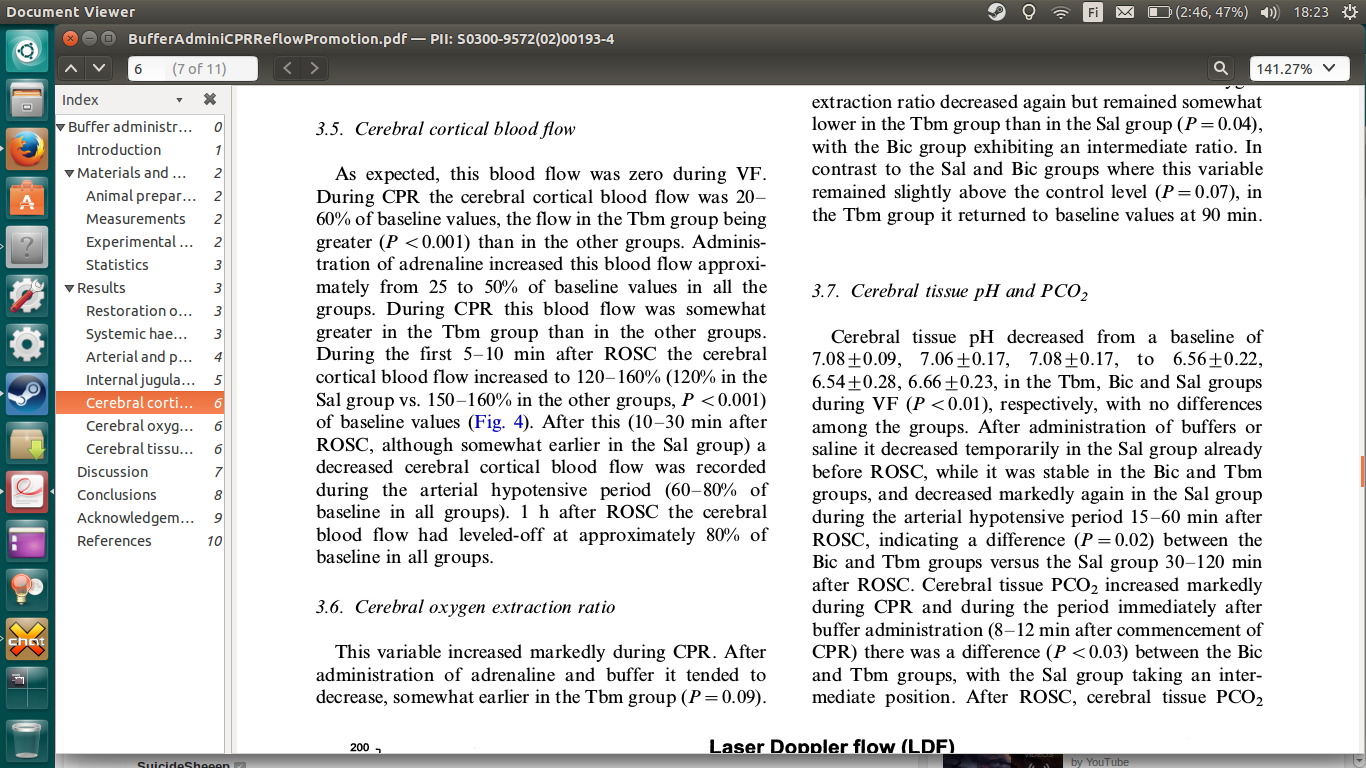 Document Viewer
Fi
(2:46, 47%)
18:23
BufferAdminiCPRReflowPromotion.pdf — PII: S0300-9572(02)00193-4
6 (7 of 11)
141.27%
Index
Buffer administr... 0
Introduction 1
Materials and ... 2
Animal prepar... 2
Measurements 2
Experimental ... 2
Statistics 3
Results 3
Restoration o... 3
Systemic hae... 3
Arterial and p... 4
Internal jugula... 5
Cerebral corti... 6
Cerebral oxyg... 6
Cerebral tissu... 6
Discussion 7
Conclusions 8
Acknowledgem... 9
References 10
3.5. Cerebral cortical blood flow
As expected, this blood flow was zero during VF.
During CPR the cerebral cortical blood flow was 20–
60% of baseline values, the flow in the Tbm group being
greater (P < 0.001) than in the other groups. Adminis-
tration of adrenaline increased this blood flow approxi-
mately from 25 to 50% of baseline values in all the
groups. During CPR this blood flow was somewhat
greater in the Tbm group than in the other groups.
During the first 5–10 min after ROSC the cerebral
cortical blood flow increased to 120–160% (120% in the
Sal group vs. 150–160% in the other groups, P < 0.001)
of baseline values (Fig. 4). After this (10–30 min after
ROSC, although somewhat earlier in the Sal group) a
decreased cerebral cortical blood flow was recorded
during the arterial hypotensive period (60–80% of
baseline in all groups). 1 h after ROSC the cerebral
blood flow had leveled-off at approximately 80% of
baseline in all groups.
3.6. Cerebral oxygen extraction ratio
This variable increased markedly during CPR. After
administration of adrenaline and buffer it tended to
decrease, somewhat earlier in the Tbm group (P = 0.09).
extraction ratio decreased again but remained somewhat
lower in the Tbm group than in the Sal group (P = 0.04),
with the Bic group exhibiting an intermediate ratio. In
contrast to the Sal and Bic groups where this variable
remained slightly above the control level (P = 0.07), in
the Tbm group it returned to baseline values at 90 min.
3.7. Cerebral tissue pH and PCO2
Cerebral tissue pH decreased from a baseline of
7.08±0.09, 7.06±0.17, 7.08±0.17, to 6.56±0.22,
6.54±0.28, 6.66±0.23, in the Tbm, Bic and Sal groups
during VF (P < 0.01), respectively, with no differences
among the groups. After administration of buffers or
saline it decreased temporarily in the Sal group already
before ROSC, while it was stable in the Bic and Tbm
groups, and decreased markedly again in the Sal group
during the arterial hypotensive period 15–60 min after
ROSC, indicating a difference (P = 0.02) between the
Bic and Tbm groups versus the Sal group 30–120 min
after ROSC. Cerebral tissue PCO2 increased markedly
during CPR and during the period immediately after
buffer administration (8–12 min after commencement of
CPR) there was a difference (P < 0.03) between the Bic
and Tbm groups, with the Sal group taking an inter-
mediate position. After ROSC, cerebral tissue PCO2
200
Laser Doppler flow (LDF)
SuicideSheeep
by YouTube
chat